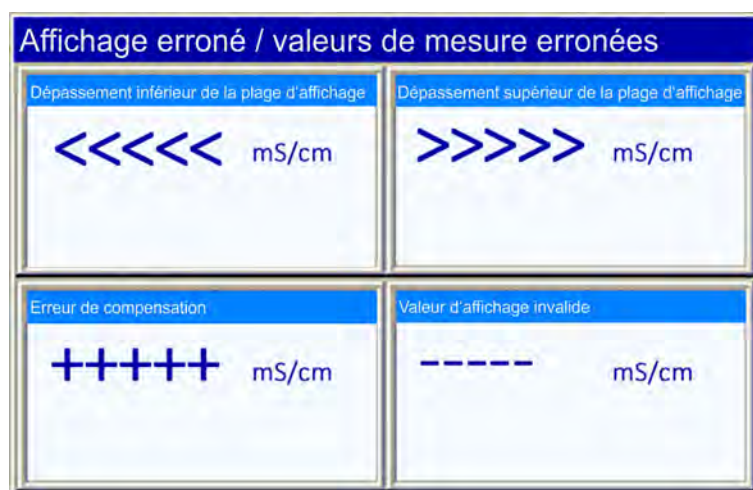 Affichage erroné / valeurs de mesure erronées
Dépassement inférieur de la plage d'affichage
<<<<< mS/cm
Dépassement supérieur de la plage d'affichage
>>>>> mS/cm
Erreur de compensation
+++++ mS/cm
Valeur d'affichage invalide
----- mS/cm